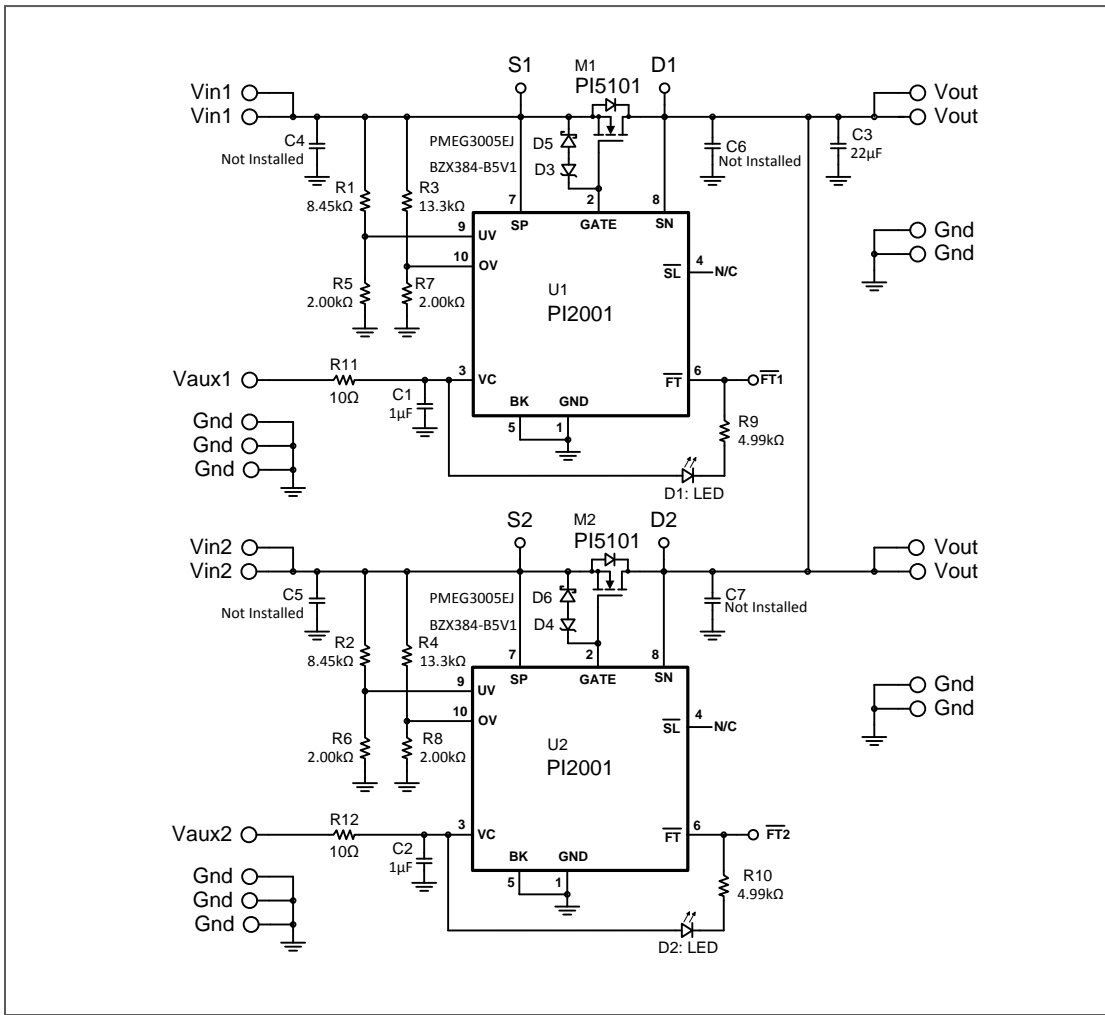 S1
M1
PI5101
D1
Vin1
Vin1
Vout
Vout
C4
Not Installed
PMEG3005EJ
BZX384-B5V1
D5
D3
C6
Not Installed
C3
22µF
R1
8.45kΩ
R3
13.3kΩ
7
SP
2
GATE
8
SN
9
UV
10
OV
4
SL
N/C
Gnd
Gnd
R5
2.00kΩ
R7
2.00kΩ
U1
PI2001
Vaux1
R11
10Ω
C1
1µF
3
VC
6
FT
FT1
BK
GND
5
1
R9
4.99kΩ
Gnd
Gnd
Gnd
D1: LED
S2
M2
PI5101
D2
Vin2
Vin2
Vout
Vout
C5
Not Installed
PMEG3005EJ
BZX384-B5V1
D6
D4
C7
Not Installed
R2
8.45kΩ
R4
13.3kΩ
7
SP
2
GATE
8
SN
9
UV
10
OV
4
SL
N/C
Gnd
Gnd
R6
2.00kΩ
R8
2.00kΩ
U2
PI2001
Vaux2
R12
10Ω
C2
1µF
3
VC
6
FT
FT2
BK
GND
5
1
R10
4.99kΩ
Gnd
Gnd
Gnd
D2: LED